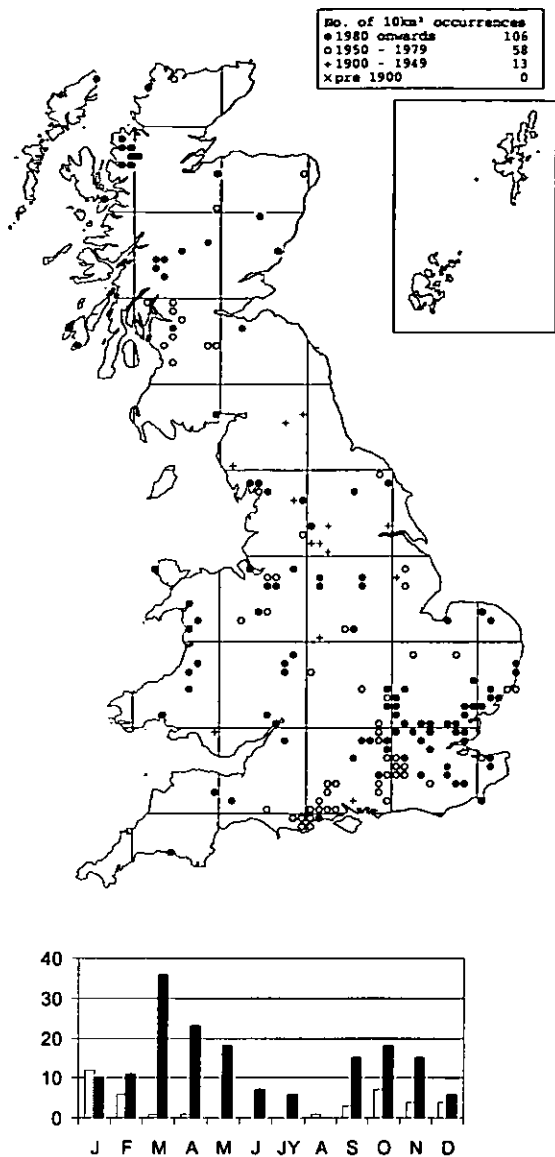 No. of 10km² occurrences
● 1980 onwards 106
○ 1950 - 1979 58
+ 1900 - 1949 13
× pre 1900 0
40
30
20
10
0
J F M A M J JY A S O N D